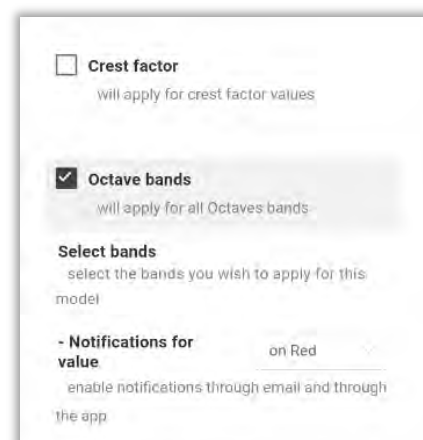 Crest factor
will apply for crest factor values
Octave bands
will apply for all Octaves bands
Select bands
select the bands you wish to apply for this
model
- Notifications for
value
on Red
enable notifications through email and through
the app